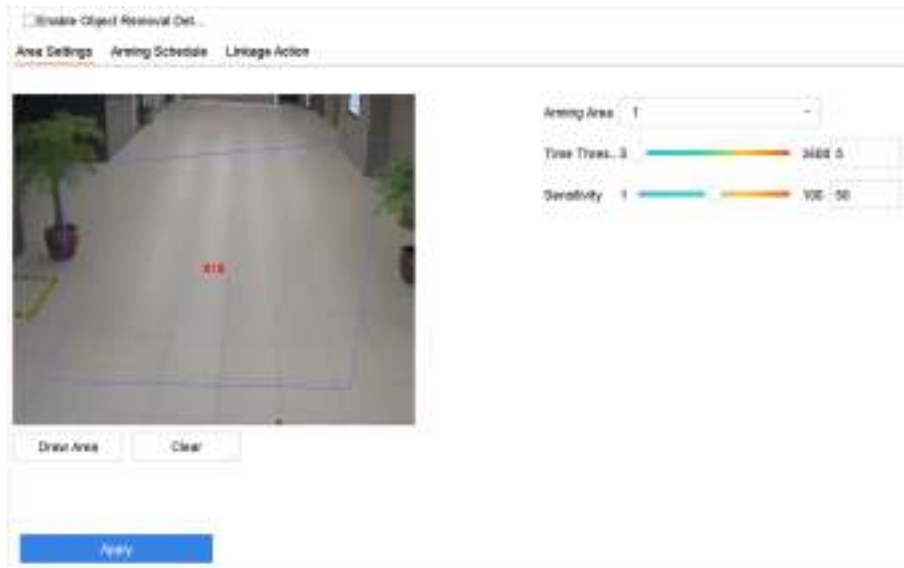 Enable Object Removal Det...
Area Settings Arming Schedule Linkage Action
Arming Area 1
Time Thres... 5 3600 5
Sensitivity 1 100 50
Draw Area Clear
Apply